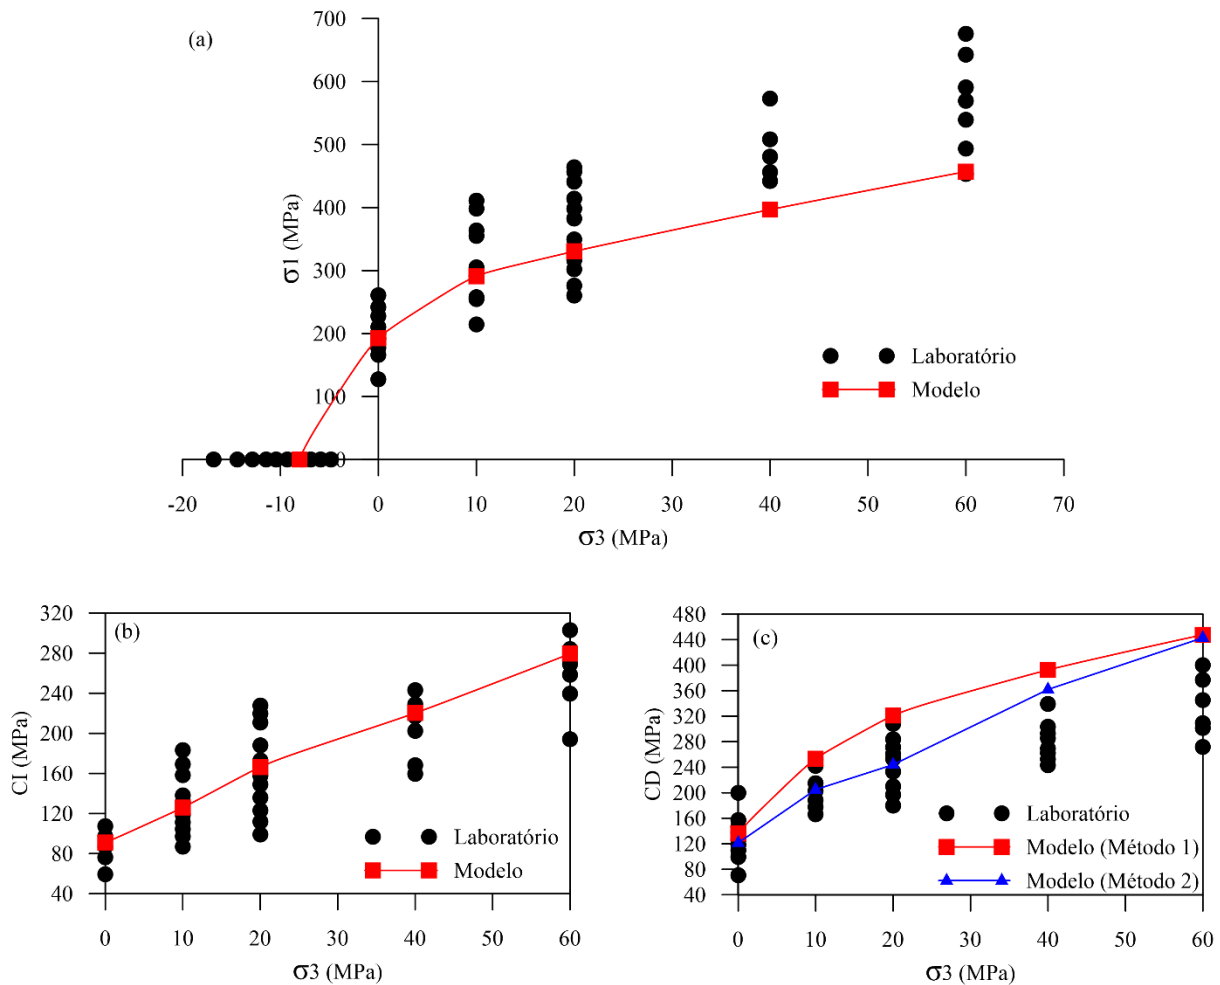 (a)
700
600
500
400
300
200
100
0
σ1 (MPa)
-20 -10 0 10 20 30 40 50 60 70
σ3 (MPa)
Laboratório
Modelo
(b)
320
280
240
200
160
120
80
40
CI (MPa)
0 10 20 30 40 50 60
σ3 (MPa)
Laboratório
Modelo
(c)
480
440
400
360
320
280
240
200
160
120
80
40
CD (MPa)
0 10 20 30 40 50 60
σ3 (MPa)
Laboratório
Modelo (Método 1)
Modelo (Método 2)